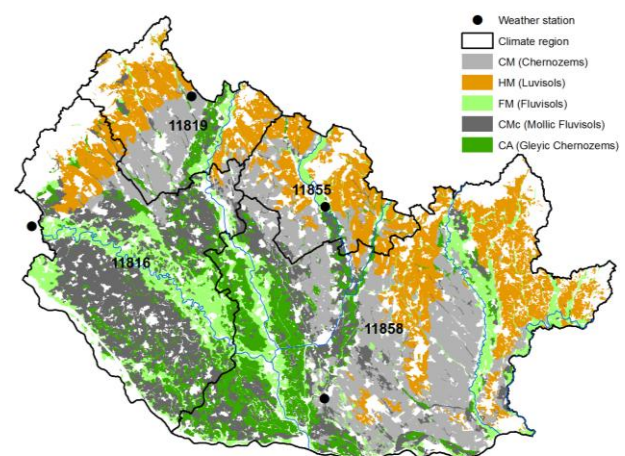 Weather station
Climate region
CM (Chernozems)
HM (Luvisols)
FM (Fluvisols)
CMc (Mollic Fluvisols)
CA (Gleyic Chernozems)
11819
11855
11816
11858